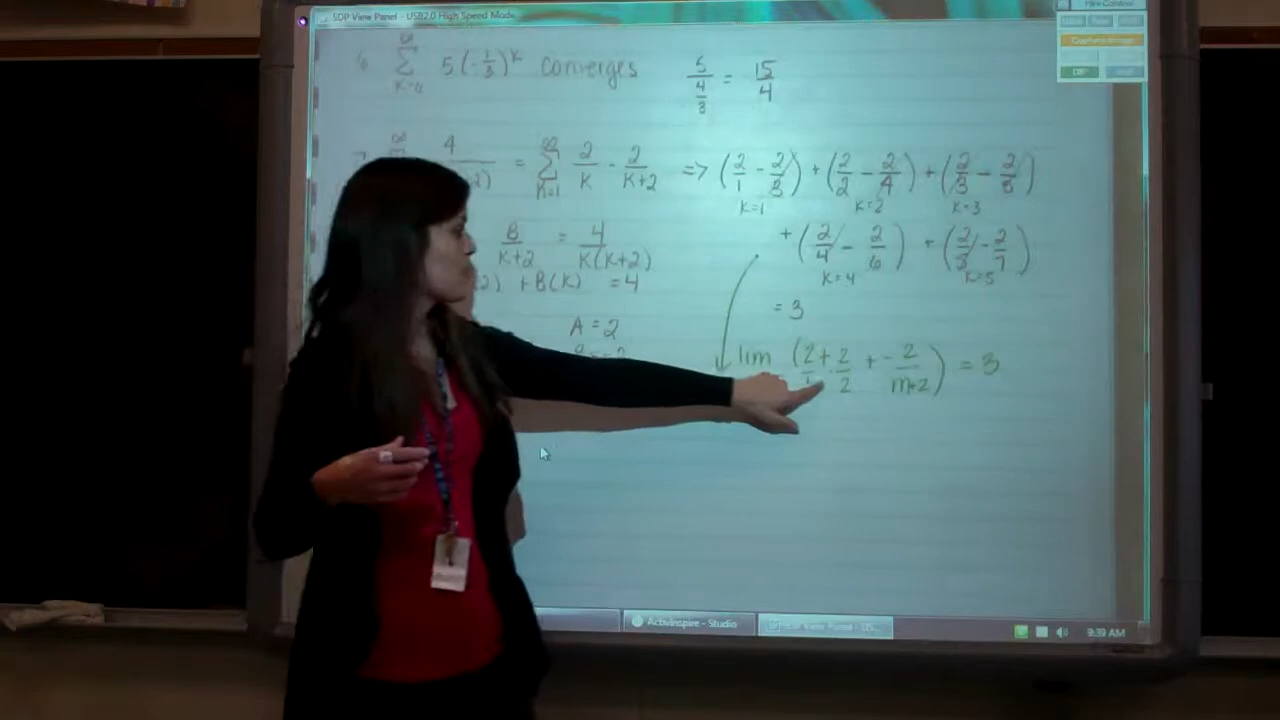 SDP View Panel - USB2.0 High Speed Mode
∞
Σ 5(-1/3)^k converges 5/(4/3) = 15/4
∞ 4 = ∞ Σ K=1 2/K - 2/(K+2) => (2/1 - 2/3) + (2/2 - 2/4) + (2/3 - 2/5)
K=1 K=2 K=3
B/(K+2) = 4/(K(K+2)) + (2/4 - 2/6) + (2/5 - 2/7)
K=4 K=5
2) + B(K) = 4
= 3
A = 2
lim (2/1 + 2/2 + - 2/(m+2)) = 3
ActivInspire - Studio
9:39 AM